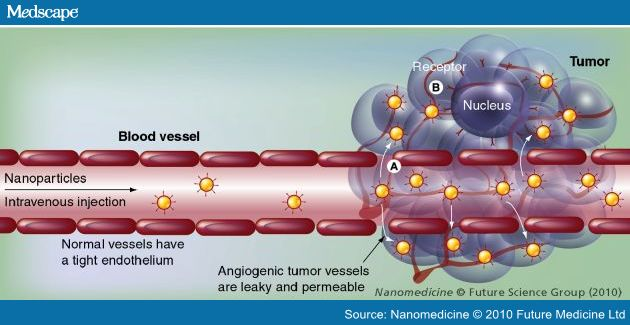 Medscape
Receptor
Tumor
B
Nucleus
Blood vessel
A
Nanoparticles
Intravenous injection
Normal vessels have
a tight endothelium
Angiogenic tumor vessels
are leaky and permeable
Nanomedicine © Future Science Group (2010)
Source: Nanomedicine © 2010 Future Medicine Ltd